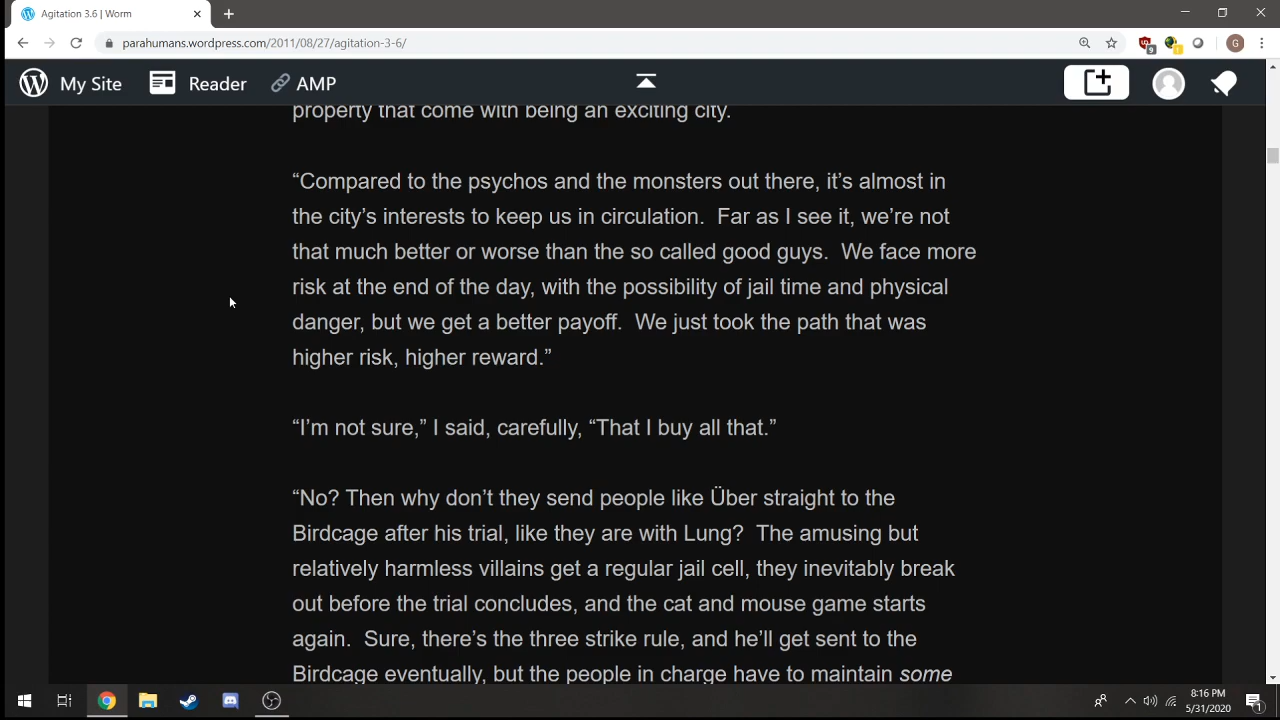 Agitation 3.6 | Worm
parahumans.wordpress.com/2011/08/27/agitation-3-6/
9
1
G
My Site
Reader
AMP
property that come with being an exciting city.
“Compared to the psychos and the monsters out there, it’s almost in
the city’s interests to keep us in circulation.  Far as I see it, we’re not
that much better or worse than the so called good guys.  We face more
risk at the end of the day, with the possibility of jail time and physical
danger, but we get a better payoff.  We just took the path that was
higher risk, higher reward.”
“I’m not sure,” I said, carefully, “That I buy all that.”
“No? Then why don’t they send people like Über straight to the
Birdcage after his trial, like they are with Lung?  The amusing but
relatively harmless villains get a regular jail cell, they inevitably break
out before the trial concludes, and the cat and mouse game starts
again.  Sure, there’s the three strike rule, and he’ll get sent to the
Birdcage eventually, but the people in charge have to maintain some
8:16 PM
5/31/2020
1